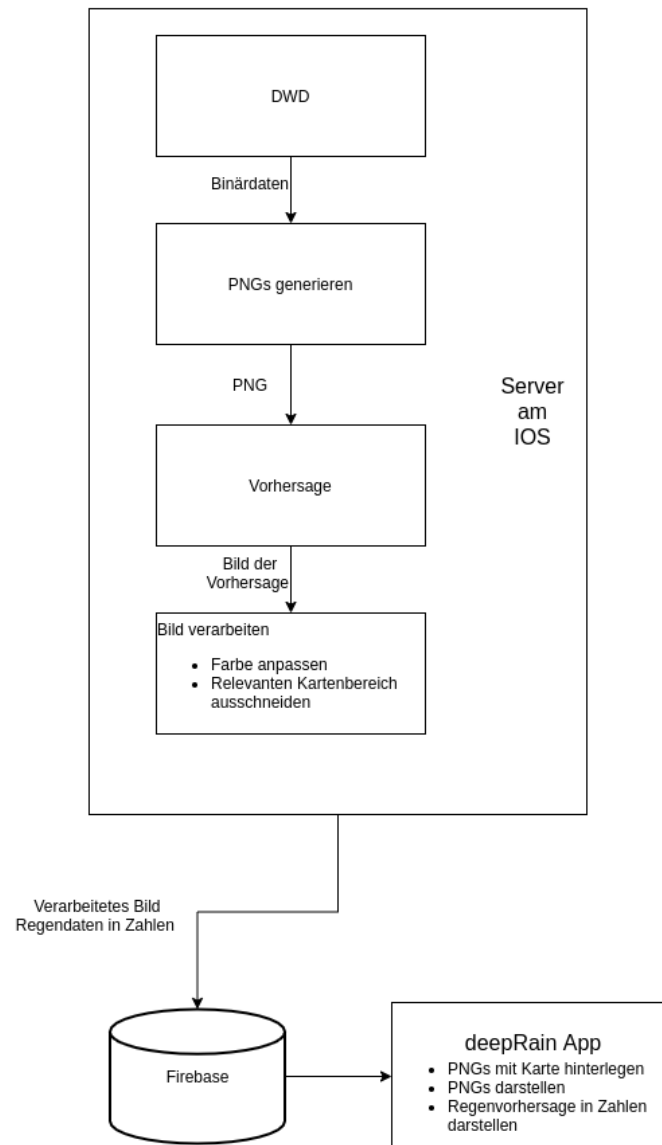 DWD
Binärdaten
PNGs generieren
PNG
Server
am
IOS
Vorhersage
Bild der
Vorhersage
Bild verarbeiten
Farbe anpassen
Relevanten Kartenbereich
ausschneiden
Verarbeitetes Bild
Regendaten in Zahlen
Firebase
deepRain App
PNGs mit Karte hinterlegen
PNGs darstellen
Regenvorhersage in Zahlen
darstellen